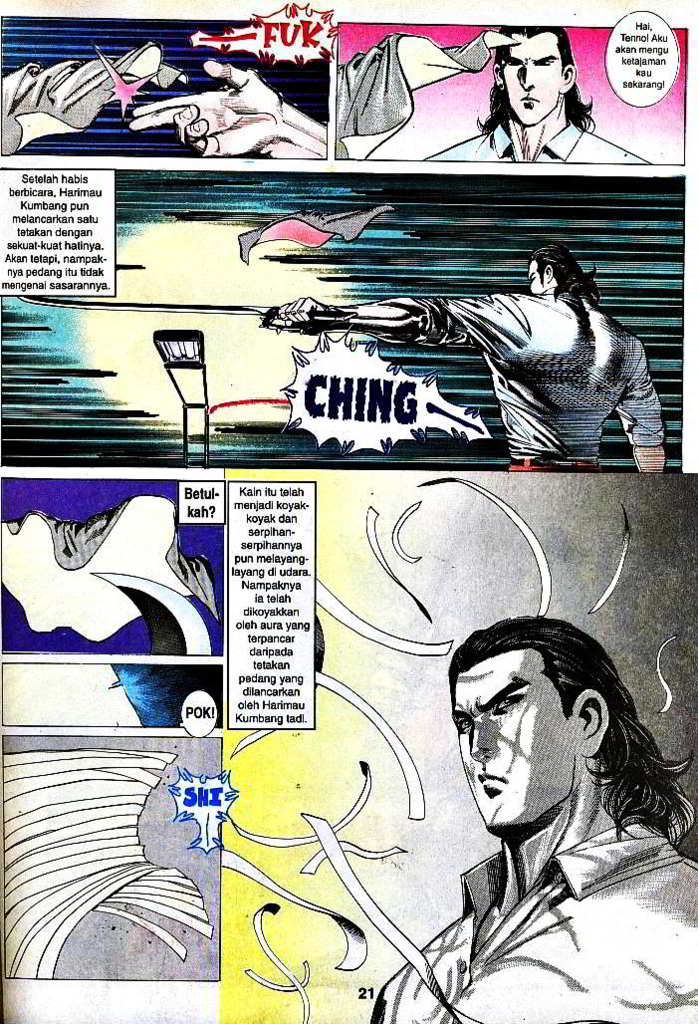 FUK
Hai,
Tenno! Aku
akan mengu
ketajaman
kau
sekarang!
Setelah habis
berbicara, Harimau
Kumbang pun
melancarkan satu
tetakan dengan
sekuat-kuat hatinya.
Akan tetapi, nampak-
nya pedang itu tidak
mengenai sasarannya.
CHING
Betul-
kah?
Kain itu telah
menjadi koyak-
koyak dan
serpihan-
serpihannya
pun melayang-
layang di udara.
Nampaknya
ia telah
dikoyakkan
oleh aura yang
terpancar
daripada
tetakan
pedang yang
dilancarkan
oleh Harimau
Kumbang tadi.
POK!
SHI
21